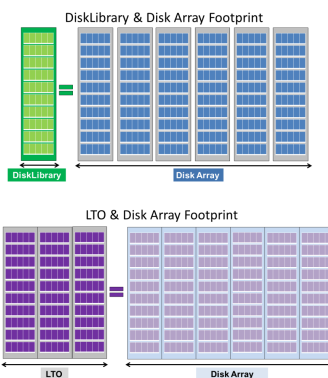 DiskLibrary & Disk Array Footprint
DiskLibrary
Disk Array
LTO & Disk Array Footprint
LTO
Disk Array